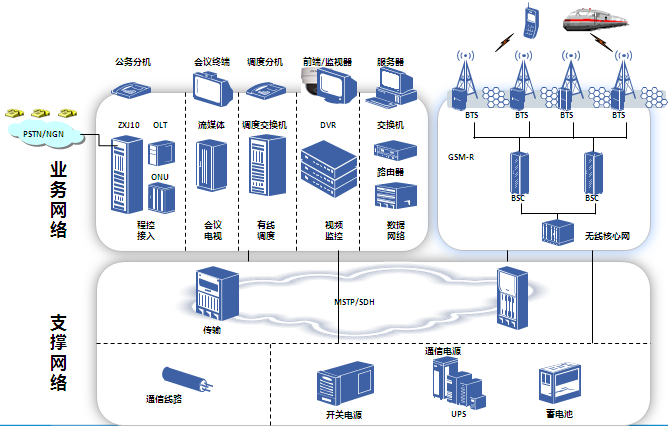 公务分机
会议终端
调度分机
前端/监视器
服务器
PSTN/NGN
ZXJ10
OLT
ONU
程控
接入
流媒体
会议
电视
调度交换机
有线
调度
DVR
视频
监控
交换机
路由器
数据
网络
BTS
BTS
BTS
BTS
GSM-R
BSC
BSC
无线核心网
业务网络
MSTP/SDH
传输
支撑网络
通信线路
通信电源
开关电源
UPS
蓄电池